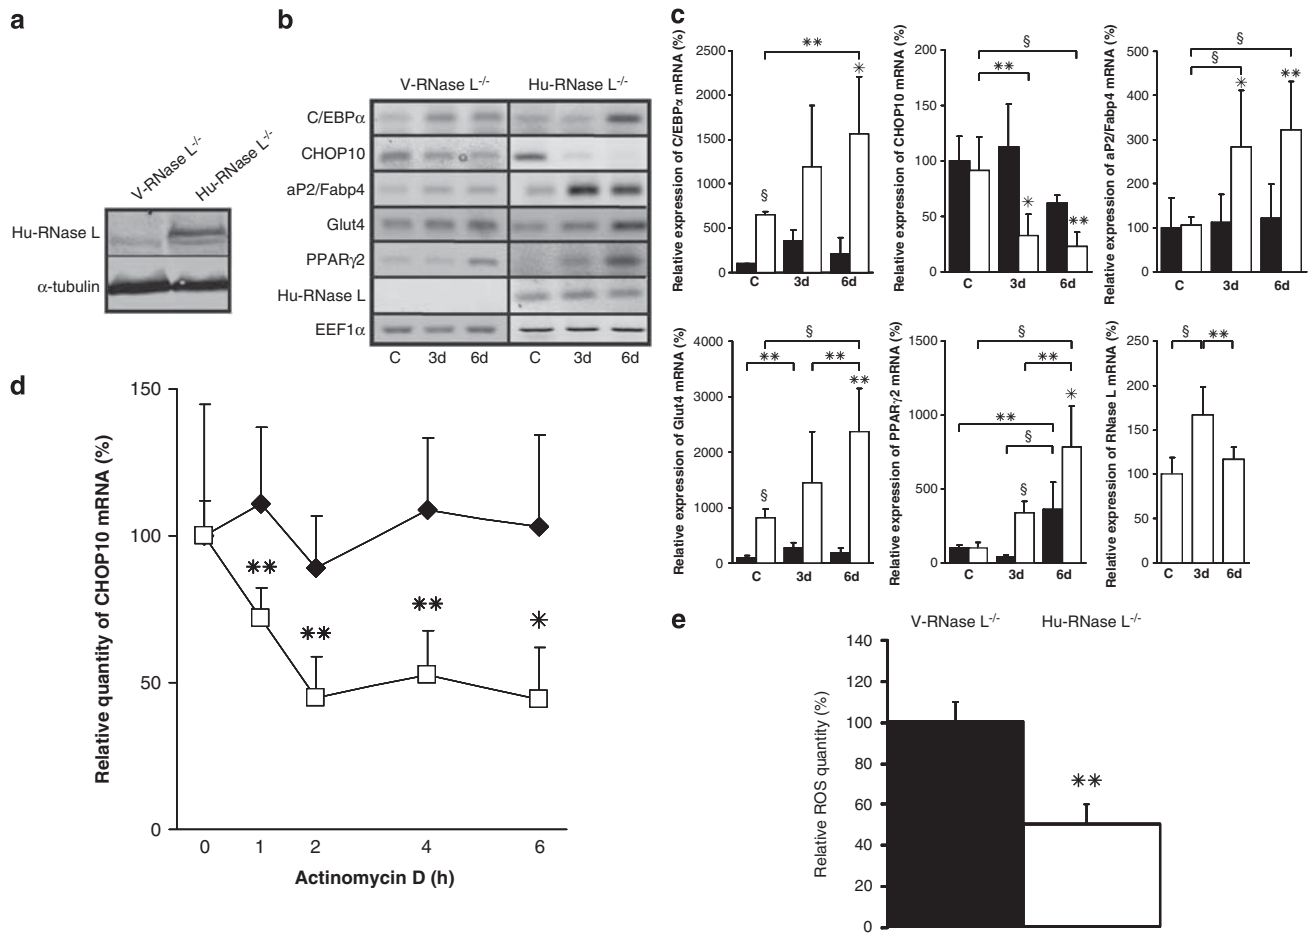 a
V-RNase L-/-
Hu-RNase L-/-
Hu-RNase L
α-tubulin
b
V-RNase L-/-
Hu-RNase L-/-
C/EBPα
CHOP10
aP2/Fabp4
Glut4
PPARγ2
Hu-RNase L
EEF1α
C 3d 6d C 3d 6d
c
Relative expression of C/EBPα mRNA (%)
2500
2000
1500
1000
500
0
**
§
*
C 3d 6d
Relative expression of CHOP10 mRNA (%)
200
150
100
50
0
§
**
*
**
C 3d 6d
Relative expression of aP2/Fabp4 mRNA (%)
500
400
300
200
100
0
§
§
*
**
C 3d 6d
Relative expression of Glut4 mRNA (%)
4000
3000
2000
1000
0
§
**
**
**
§
C 3d 6d
Relative expression of PPARγ2 mRNA (%)
1500
1000
500
0
§
**
*
**
§
§
C 3d 6d
Relative expression of RNase L mRNA (%)
250
200
150
100
50
0
§
**
C 3d 6d
d
Relative quantity of CHOP10 mRNA (%)
150
100
50
0
**
**
**
*
0 1 2 4 6
Actinomycin D (h)
e
V-RNase L-/-
Hu-RNase L-/-
Relative ROS quantity (%)
140
120
100
80
60
40
20
0
**